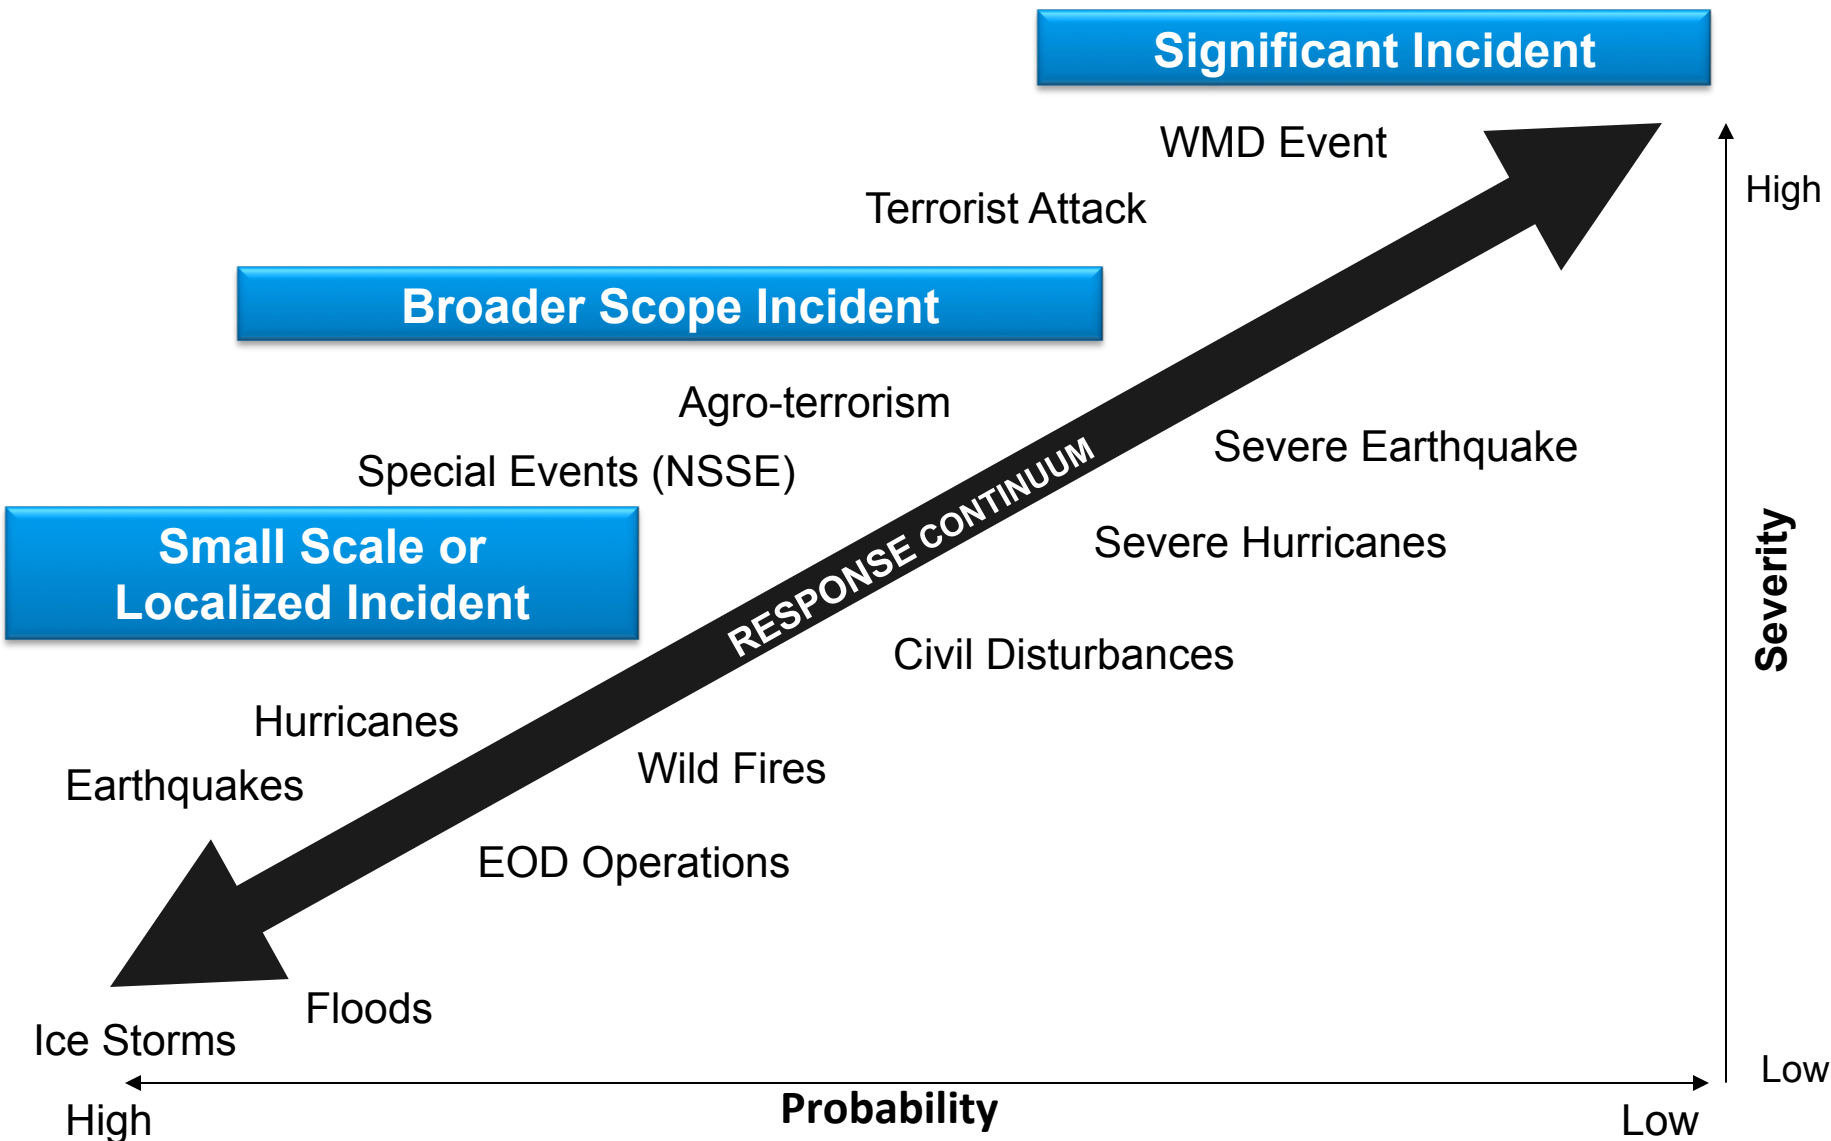 Significant Incident
WMD Event
High
Terrorist Attack
Broader Scope Incident
Agro-terrorism
Severe Earthquake
Special Events (NSSE)
RESPONSE CONTINUUM
Small Scale or
Localized Incident
Severe Hurricanes
Severity
Civil Disturbances
Hurricanes
Wild Fires
Earthquakes
EOD Operations
Floods
Ice Storms
Low
High
Probability
Low